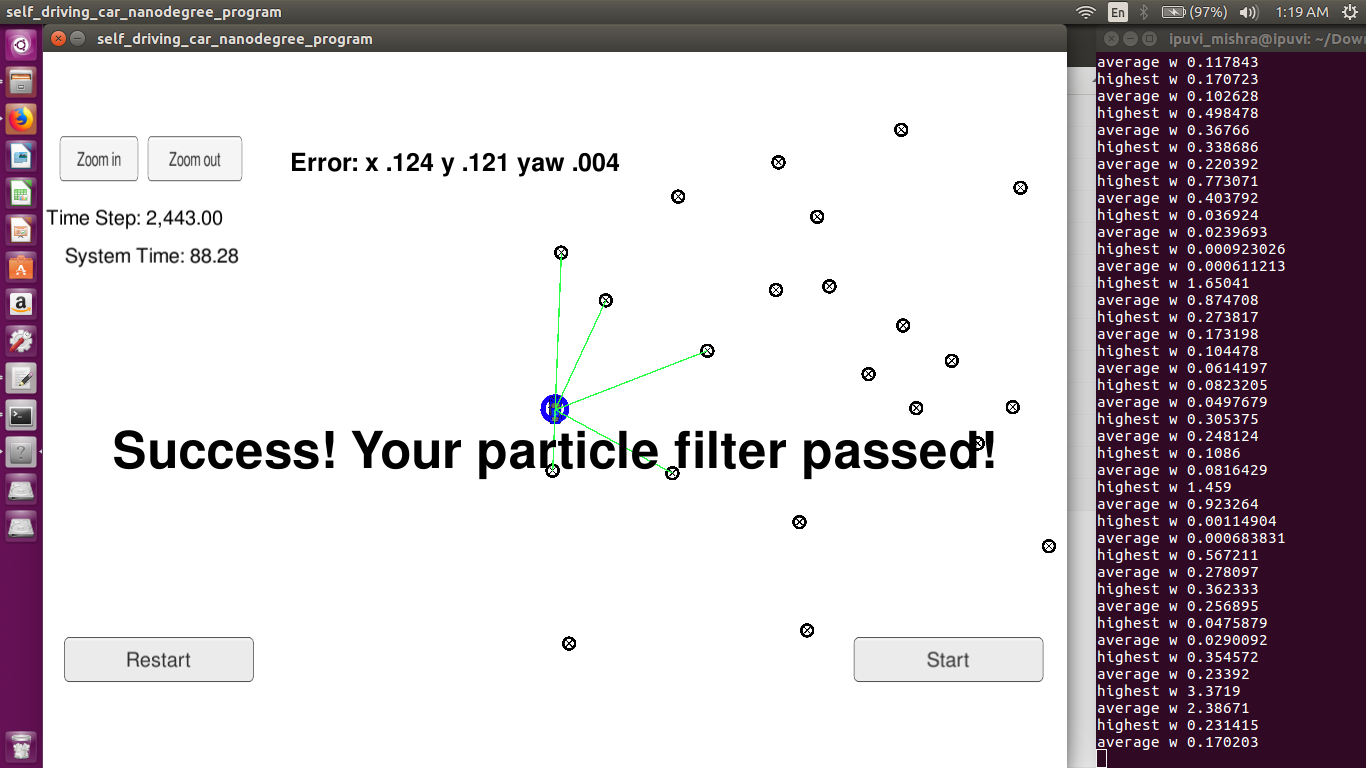 self_driving_car_nanodegree_program
En
(97%)
1:19 AM
self_driving_car_nanodegree_program
ipuvi_mishra@ipuvi: ~/Dow
Zoom in
Zoom out
Error: x .124 y .121 yaw .004
Time Step: 2,443.00
System Time: 88.28
Success! Your particle filter passed!
Restart
Start
average w 0.117843
highest w 0.170723
average w 0.102628
highest w 0.498478
average w 0.36766
highest w 0.338686
average w 0.220392
highest w 0.773071
average w 0.403792
highest w 0.036924
average w 0.0239693
highest w 0.000923026
average w 0.000611213
highest w 1.65041
average w 0.874708
highest w 0.273817
average w 0.173198
highest w 0.104478
average w 0.0614197
highest w 0.0823205
average w 0.0497679
highest w 0.305375
average w 0.248124
highest w 0.1086
average w 0.0816429
highest w 1.459
average w 0.923264
highest w 0.00114904
average w 0.000683831
highest w 0.567211
average w 0.278097
highest w 0.362333
average w 0.256895
highest w 0.0475879
average w 0.0290092
highest w 0.354572
average w 0.23392
highest w 3.3719
average w 2.38671
highest w 0.231415
average w 0.170203